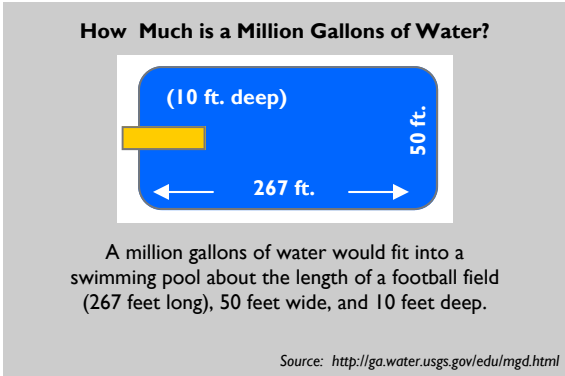 How Much is a Million Gallons of Water?
(10 ft. deep)
50 ft.
267 ft.
A million gallons of water would fit into a
swimming pool about the length of a football field
(267 feet long), 50 feet wide, and 10 feet deep.
Source: http://ga.water.usgs.gov/edu/mgd.html